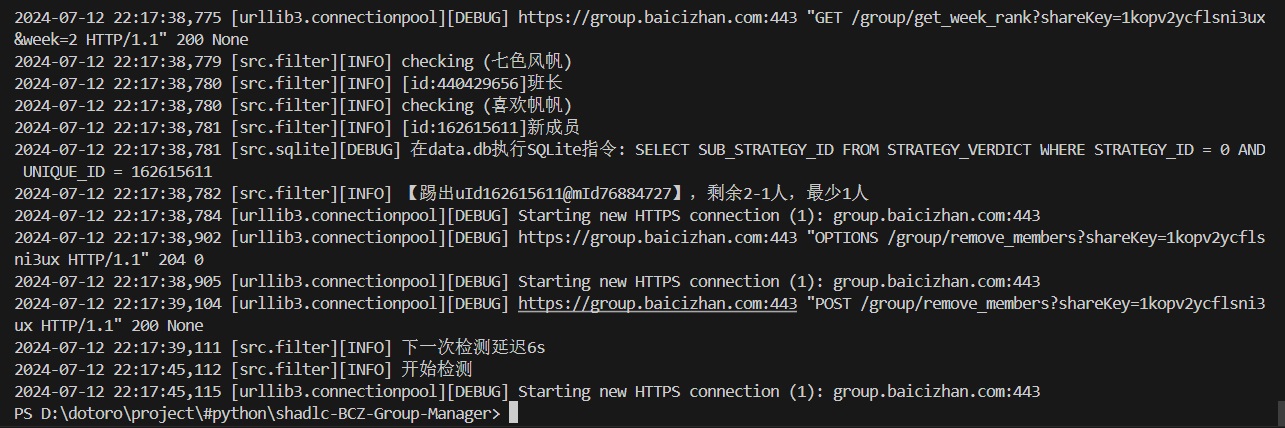 2024-07-12 22:17:38,775 [urllib3.connectionpool][DEBUG] https://group.baicizhan.com:443 "GET /group/get_week_rank?shareKey=1kopv2ycflsni3ux
&week=2 HTTP/1.1" 200 None
2024-07-12 22:17:38,779 [src.filter][INFO] checking (七色风帆)
2024-07-12 22:17:38,780 [src.filter][INFO] [id:440429656]班长
2024-07-12 22:17:38,780 [src.filter][INFO] checking (喜欢帆帆)
2024-07-12 22:17:38,781 [src.filter][INFO] [id:162615611]新成员
2024-07-12 22:17:38,781 [src.sqlite][DEBUG] 在data.db执行SQLite指令: SELECT SUB_STRATEGY_ID FROM STRATEGY_VERDICT WHERE STRATEGY_ID = 0 AND
UNIQUE_ID = 162615611
2024-07-12 22:17:38,782 [src.filter][INFO] 【踢出uId162615611@mId76884727】，剩余2-1人，最少1人
2024-07-12 22:17:38,784 [urllib3.connectionpool][DEBUG] Starting new HTTPS connection (1): group.baicizhan.com:443
2024-07-12 22:17:38,902 [urllib3.connectionpool][DEBUG] https://group.baicizhan.com:443 "OPTIONS /group/remove_members?shareKey=1kopv2ycfls
ni3ux HTTP/1.1" 204 0
2024-07-12 22:17:38,905 [urllib3.connectionpool][DEBUG] Starting new HTTPS connection (1): group.baicizhan.com:443
2024-07-12 22:17:39,104 [urllib3.connectionpool][DEBUG] https://group.baicizhan.com:443 "POST /group/remove_members?shareKey=1kopv2ycflsni3
ux HTTP/1.1" 200 None
2024-07-12 22:17:39,111 [src.filter][INFO] 下一次检测延迟6s
2024-07-12 22:17:45,112 [src.filter][INFO] 开始检测
2024-07-12 22:17:45,115 [urllib3.connectionpool][DEBUG] Starting new HTTPS connection (1): group.baicizhan.com:443
PS D:\dotoro\project\#python\shadlc-BCZ-Group-Manager>